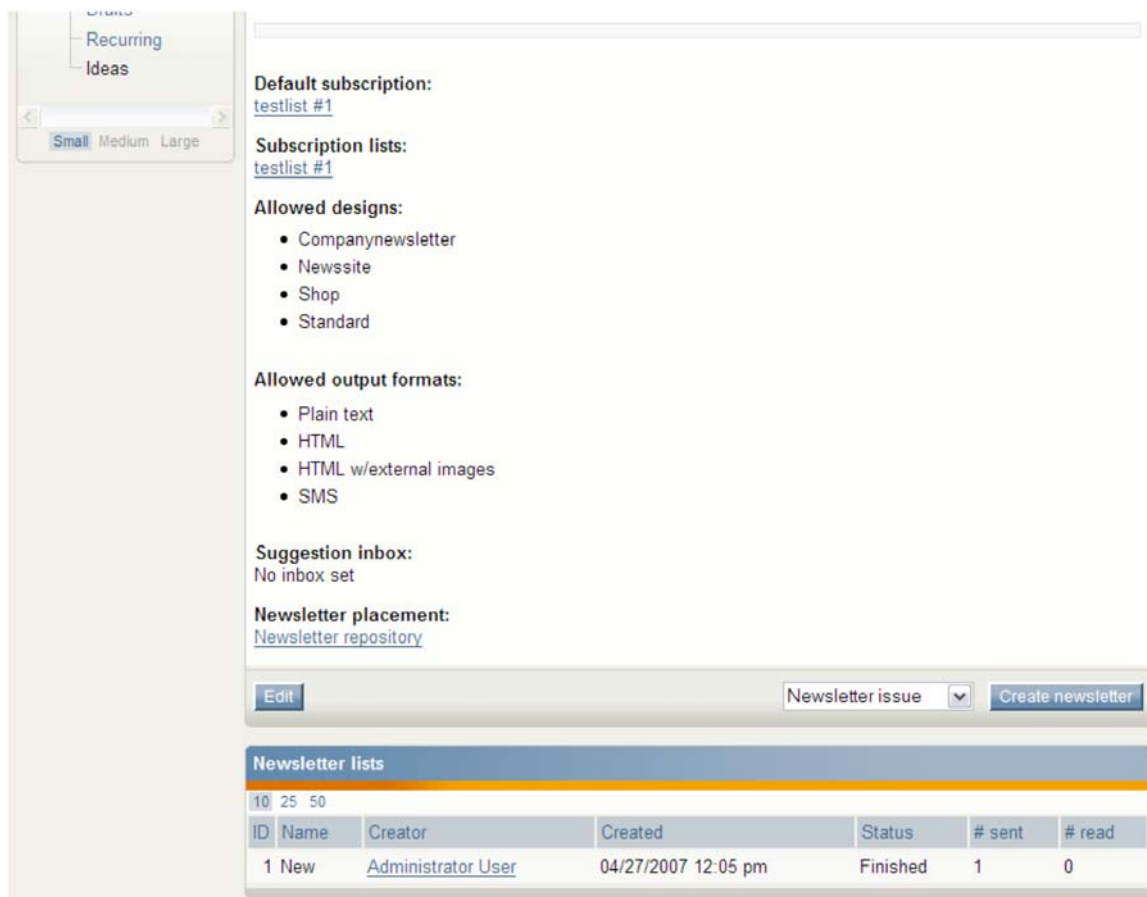 Drafts
Recurring
Ideas
Small Medium Large
Default subscription:
testlist #1
Subscription lists:
testlist #1
Allowed designs:
Companynewsletter
Newssite
Shop
Standard
Allowed output formats:
Plain text
HTML
HTML w/external images
SMS
Suggestion inbox:
No inbox set
Newsletter placement:
Newsletter repository
Edit Newsletter issue Create newsletter
Newsletter lists
10 25 50
ID Name Creator Created Status # sent # read
1 New Administrator User 04/27/2007 12:05 pm Finished 1 0